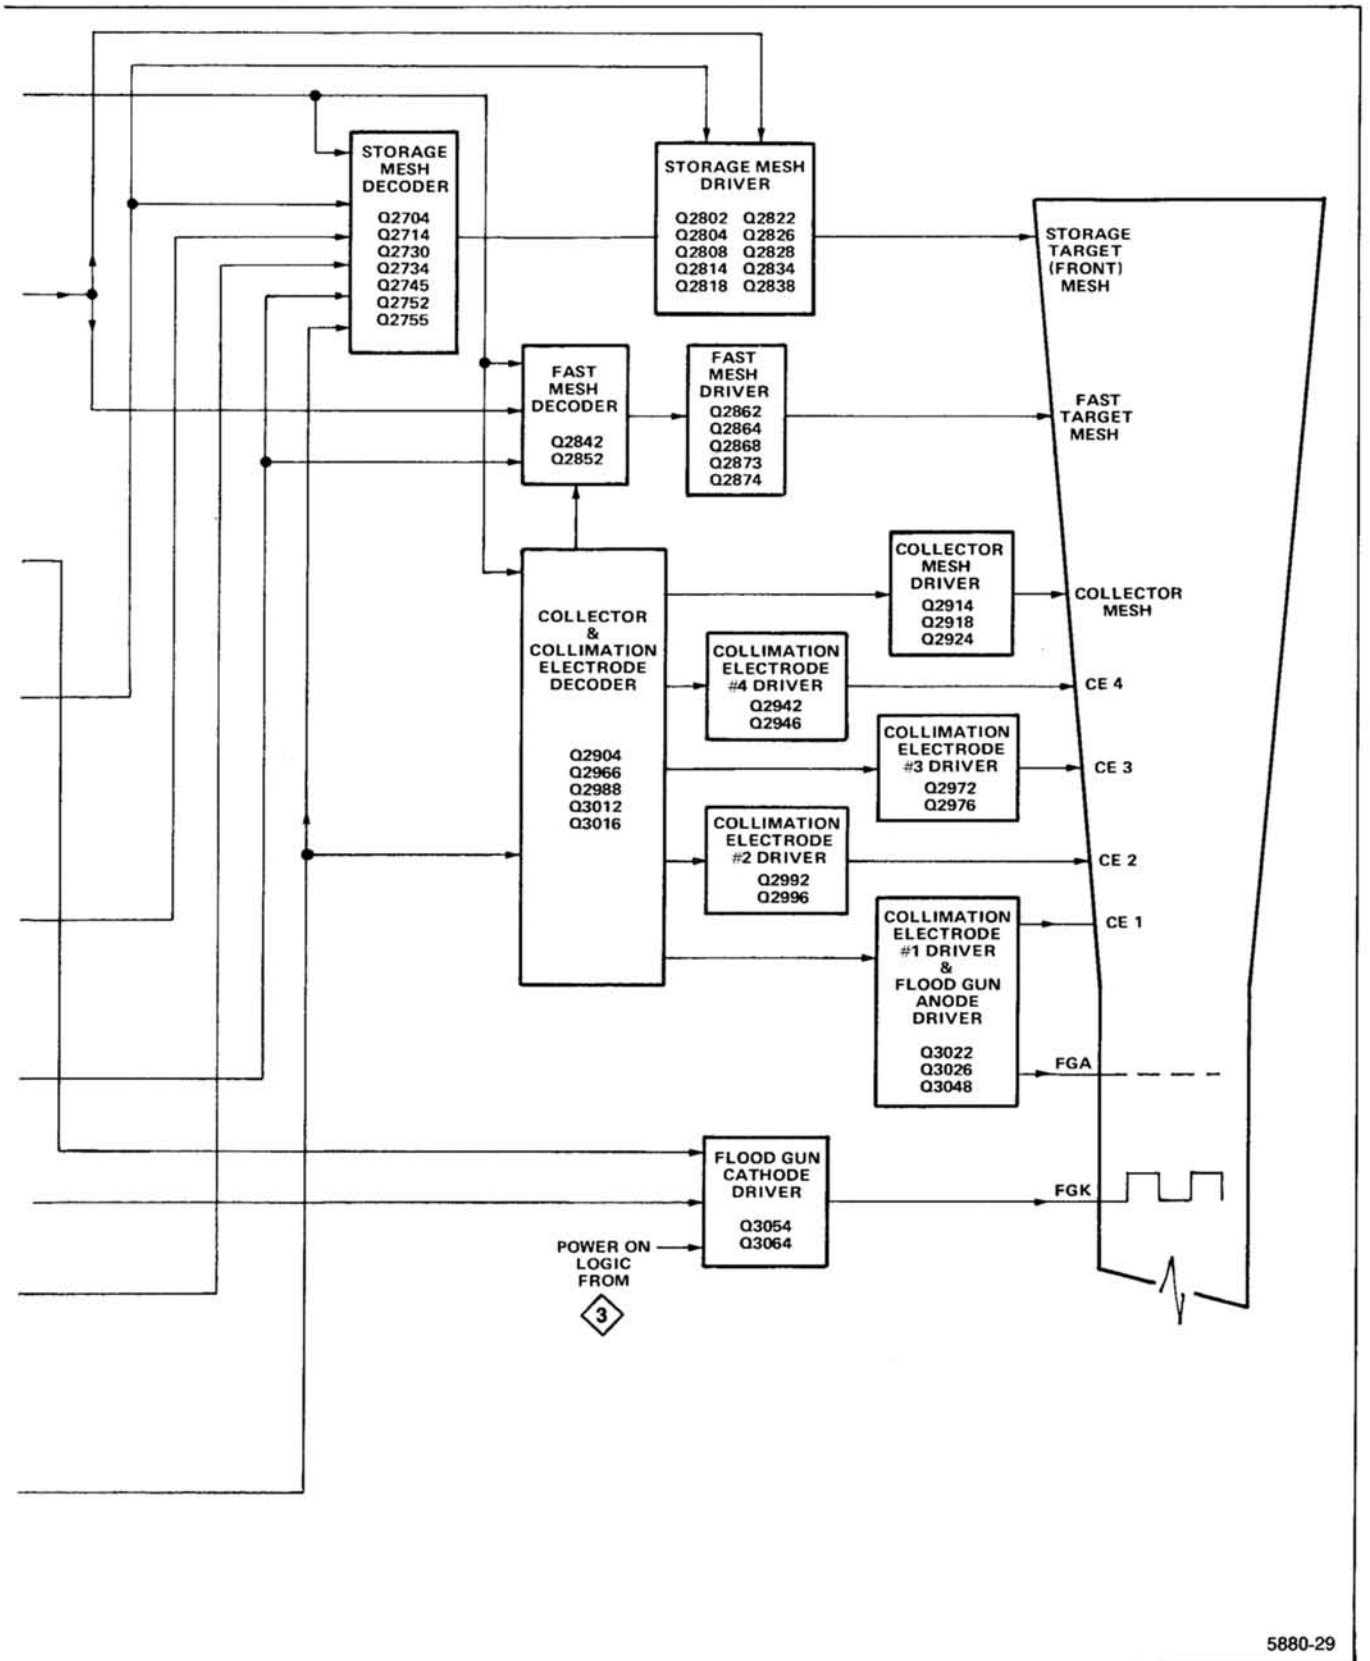 STORAGE
MESH
DECODER
Q2704
Q2714
Q2730
Q2734
Q2745
Q2752
Q2755
STORAGE MESH
DRIVER
Q2802 Q2822
Q2804 Q2826
Q2808 Q2828
Q2814 Q2834
Q2818 Q2838
STORAGE
TARGET
(FRONT)
MESH
FAST
MESH
DECODER
Q2842
Q2852
FAST
MESH
DRIVER
Q2862
Q2864
Q2868
Q2873
Q2874
FAST
TARGET
MESH
COLLECTOR
&
COLLIMATION
ELECTRODE
DECODER
Q2904
Q2966
Q2988
Q3012
Q3016
COLLECTOR
MESH
DRIVER
Q2914
Q2918
Q2924
COLLECTOR
MESH
COLLIMATION
ELECTRODE
#4 DRIVER
Q2942
Q2946
CE 4
COLLIMATION
ELECTRODE
#3 DRIVER
Q2972
Q2976
CE 3
COLLIMATION
ELECTRODE
#2 DRIVER
Q2992
Q2996
CE 2
COLLIMATION
ELECTRODE
#1 DRIVER
&
FLOOD GUN
ANODE
DRIVER
Q3022
Q3026
Q3048
CE 1
FGA
FLOOD GUN
CATHODE
DRIVER
Q3054
Q3064
FGK
POWER ON
LOGIC
FROM
3
5880-29